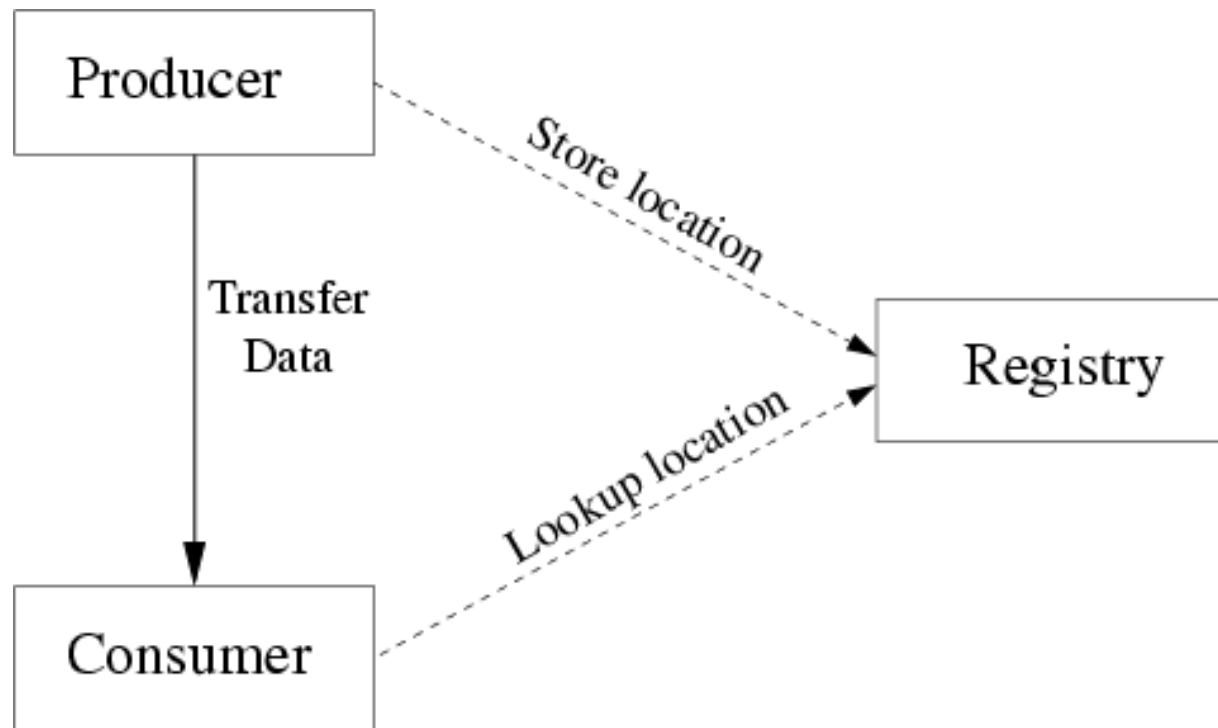 Producer
Store location
Transfer
Data
Registry
Lookup location
Consumer